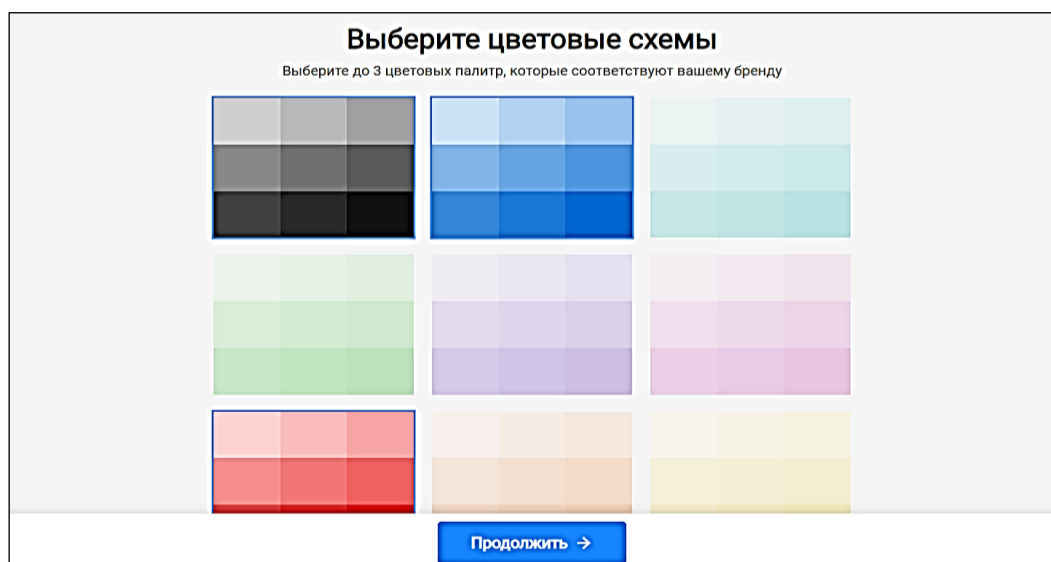 Выберите цветовые схемы
Выберите до 3 цветовых палитр, которые соответствуют вашему бренду
Продолжить →